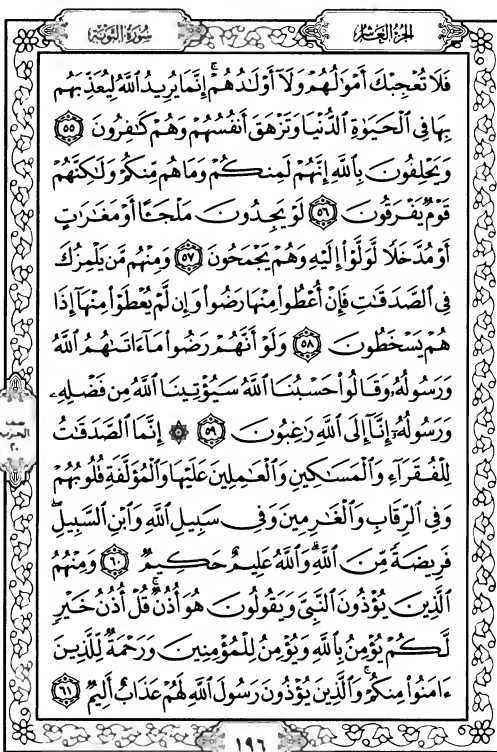 الجزء العاشر
سورة التوبة
فَلَا تُعْجِبْكَ أَمْوَٰلُهُمْ وَلَآ أَوْلَٰدُهُمْ ۚ إِنَّمَا يُرِيدُ ٱللَّهُ لِيُعَذِّبَهُم
بِهَا فِى ٱلْحَيَوٰةِ ٱلدُّنْيَا وَتَزْهَقَ أَنفُسُهُمْ وَهُمْ كَٰفِرُونَ ٥٥
وَيَحْلِفُونَ بِٱللَّهِ إِنَّهُمْ لَمِنكُمْ وَمَا هُم مِّنكُمْ وَلَٰكِنَّهُمْ
قَوْمٌ يَفْرَقُونَ ٥٦ لَوْ يَجِدُونَ مَلْجَـًٔا أَوْ مَغَٰرَٰتٍ
أَوْ مُدَّخَلًا لَّوَلَّوْا۟ إِلَيْهِ وَهُمْ يَجْمَحُونَ ٥٧ وَمِنْهُم مَّن يَلْمِزُكَ
فِى ٱلصَّدَقَٰتِ فَإِنْ أُعْطُوا۟ مِنْهَا رَضُوا۟ وَإِن لَّمْ يُعْطَوْا۟ مِنْهَآ إِذَا
هُمْ يَسْخَطُونَ ٥٨ وَلَوْ أَنَّهُمْ رَضُوا۟ مَآ ءَاتَىٰهُمُ ٱللَّهُ
وَرَسُولُهُۥ وَقَالُوا۟ حَسْبُنَا ٱللَّهُ سَيُؤْتِينَا ٱللَّهُ مِن فَضْلِهِۦ
وَرَسُولُهُۥٓ إِنَّآ إِلَى ٱللَّهِ رَٰغِبُونَ ٥٩ ۞ إِنَّمَا ٱلصَّدَقَٰتُ
لِلْفُقَرَآءِ وَٱلْمَسَٰكِينِ وَٱلْعَٰمِلِينَ عَلَيْهَا وَٱلْمُؤَلَّفَةِ قُلُوبُهُمْ
وَفِى ٱلرِّقَابِ وَٱلْغَٰرِمِينَ وَفِى سَبِيلِ ٱللَّهِ وَٱبْنِ ٱلسَّبِيلِ ۖ
فَرِيضَةً مِّنَ ٱللَّهِ ۗ وَٱللَّهُ عَلِيمٌ حَكِيمٌ ٦٠ وَمِنْهُمُ
ٱلَّذِينَ يُؤْذُونَ ٱلنَّبِىَّ وَيَقُولُونَ هُوَ أُذُنٌ ۚ قُلْ أُذُنُ خَيْرٍ
لَّكُمْ يُؤْمِنُ بِٱللَّهِ وَيُؤْمِنُ لِلْمُؤْمِنِينَ وَرَحْمَةٌ لِّلَّذِينَ
ءَامَنُوا۟ مِنكُمْ ۚ وَٱلَّذِينَ يُؤْذُونَ رَسُولَ ٱللَّهِ لَهُمْ عَذَابٌ أَلِيمٌ ٦١
نصف
الحزب
٢٠
١٩٦